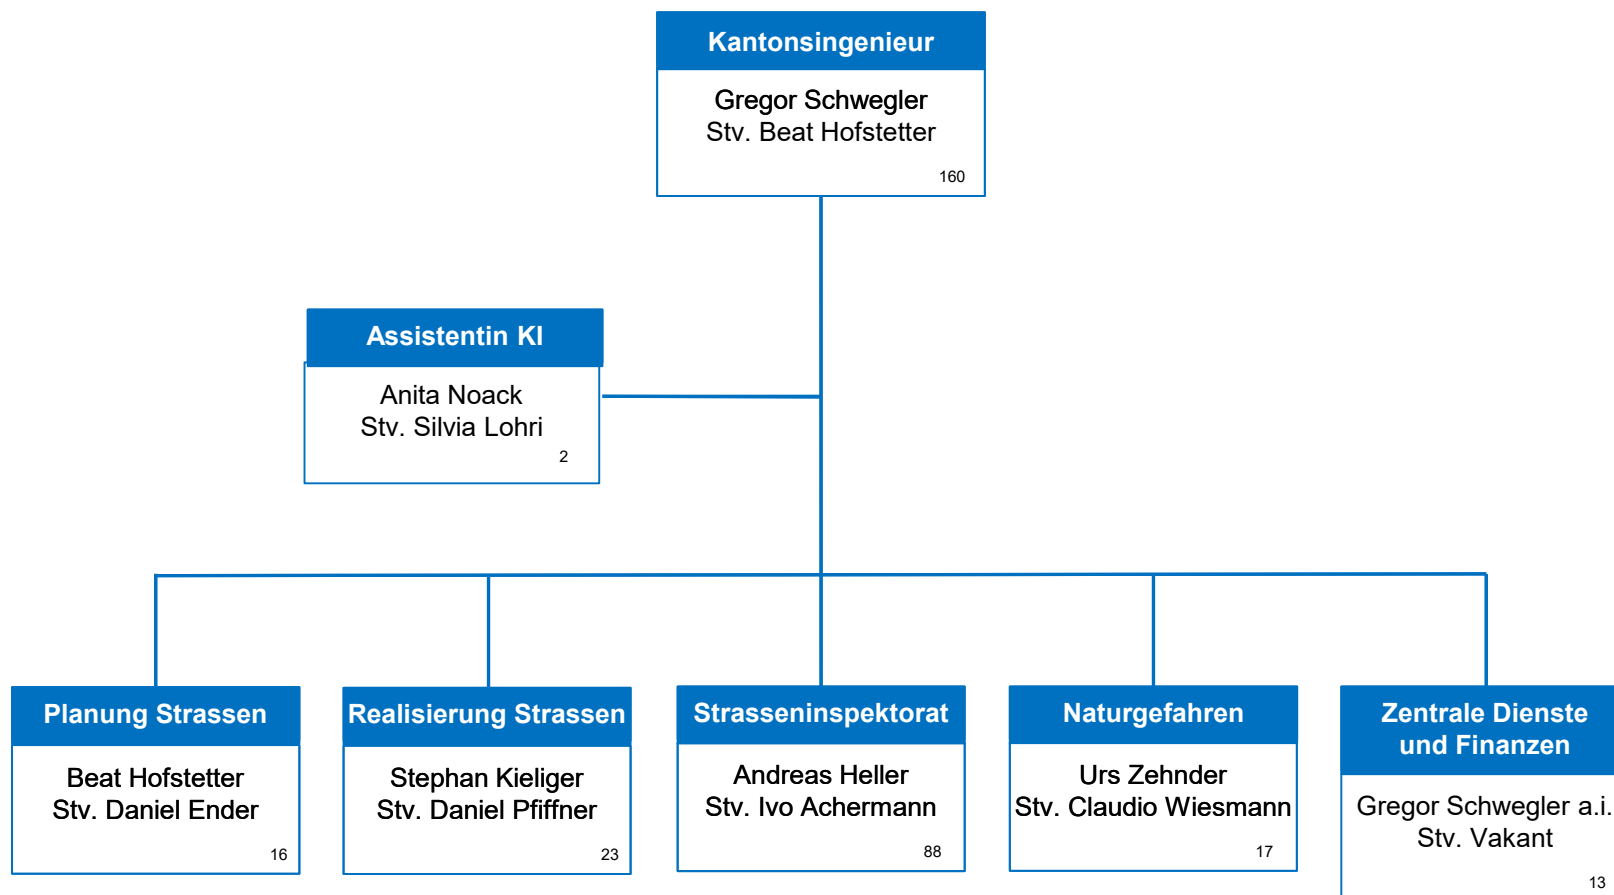 Kantonsingenieur
Gregor Schwegler
Stv. Beat Hofstetter
160
Assistentin KI
Anita Noack
Stv. Silvia Lohri
2
Planung Strassen
Beat Hofstetter
Stv. Daniel Ender
16
Realisierung Strassen
Stephan Kieliger
Stv. Daniel Pfiffner
23
Strasseninspektorat
Andreas Heller
Stv. Ivo Achermann
88
Naturgefahren
Urs Zehnder
Stv. Claudio Wiesmann
17
Zentrale Dienste
und Finanzen
Gregor Schwegler a.i.
Stv. Vakant
13